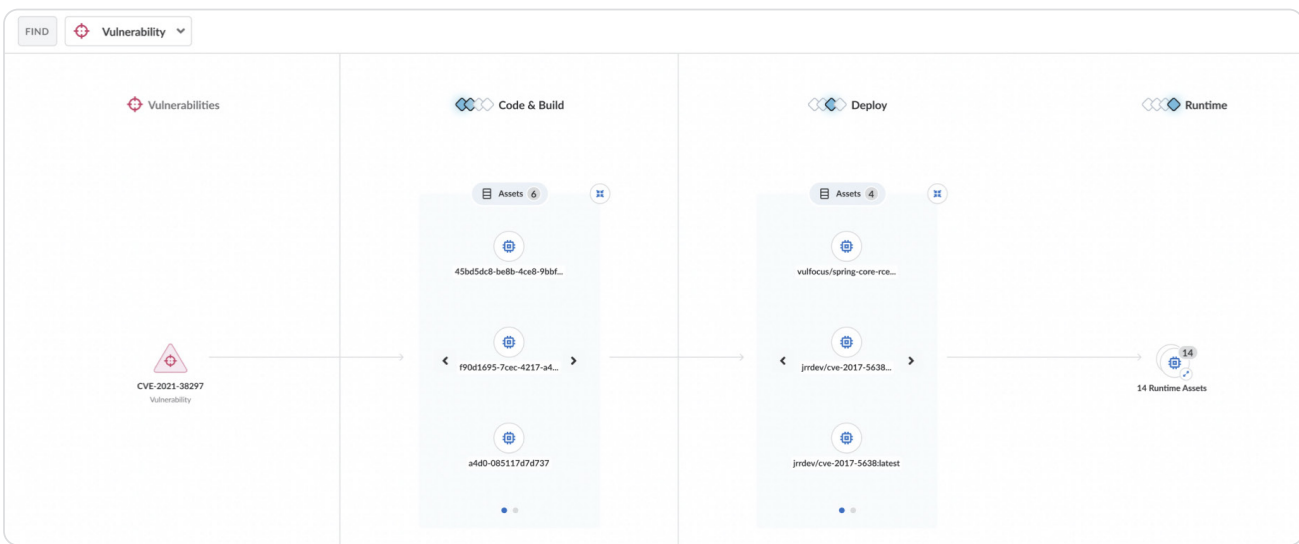 FIND
Vulnerability
Vulnerabilities
Code & Build
Deploy
Runtime
Assets 6
Assets 4
45bd5dc8-be8b-4ce8-9bbf...
vulfocus/spring-core-rce...
f90d1695-7cec-4217-a4...
jrrdev/cve-2017-5638...
14
14 Runtime Assets
CVE-2021-38297
Vulnerability
a4d0-085117d7d737
jrrdev/cve-2017-5638:latest